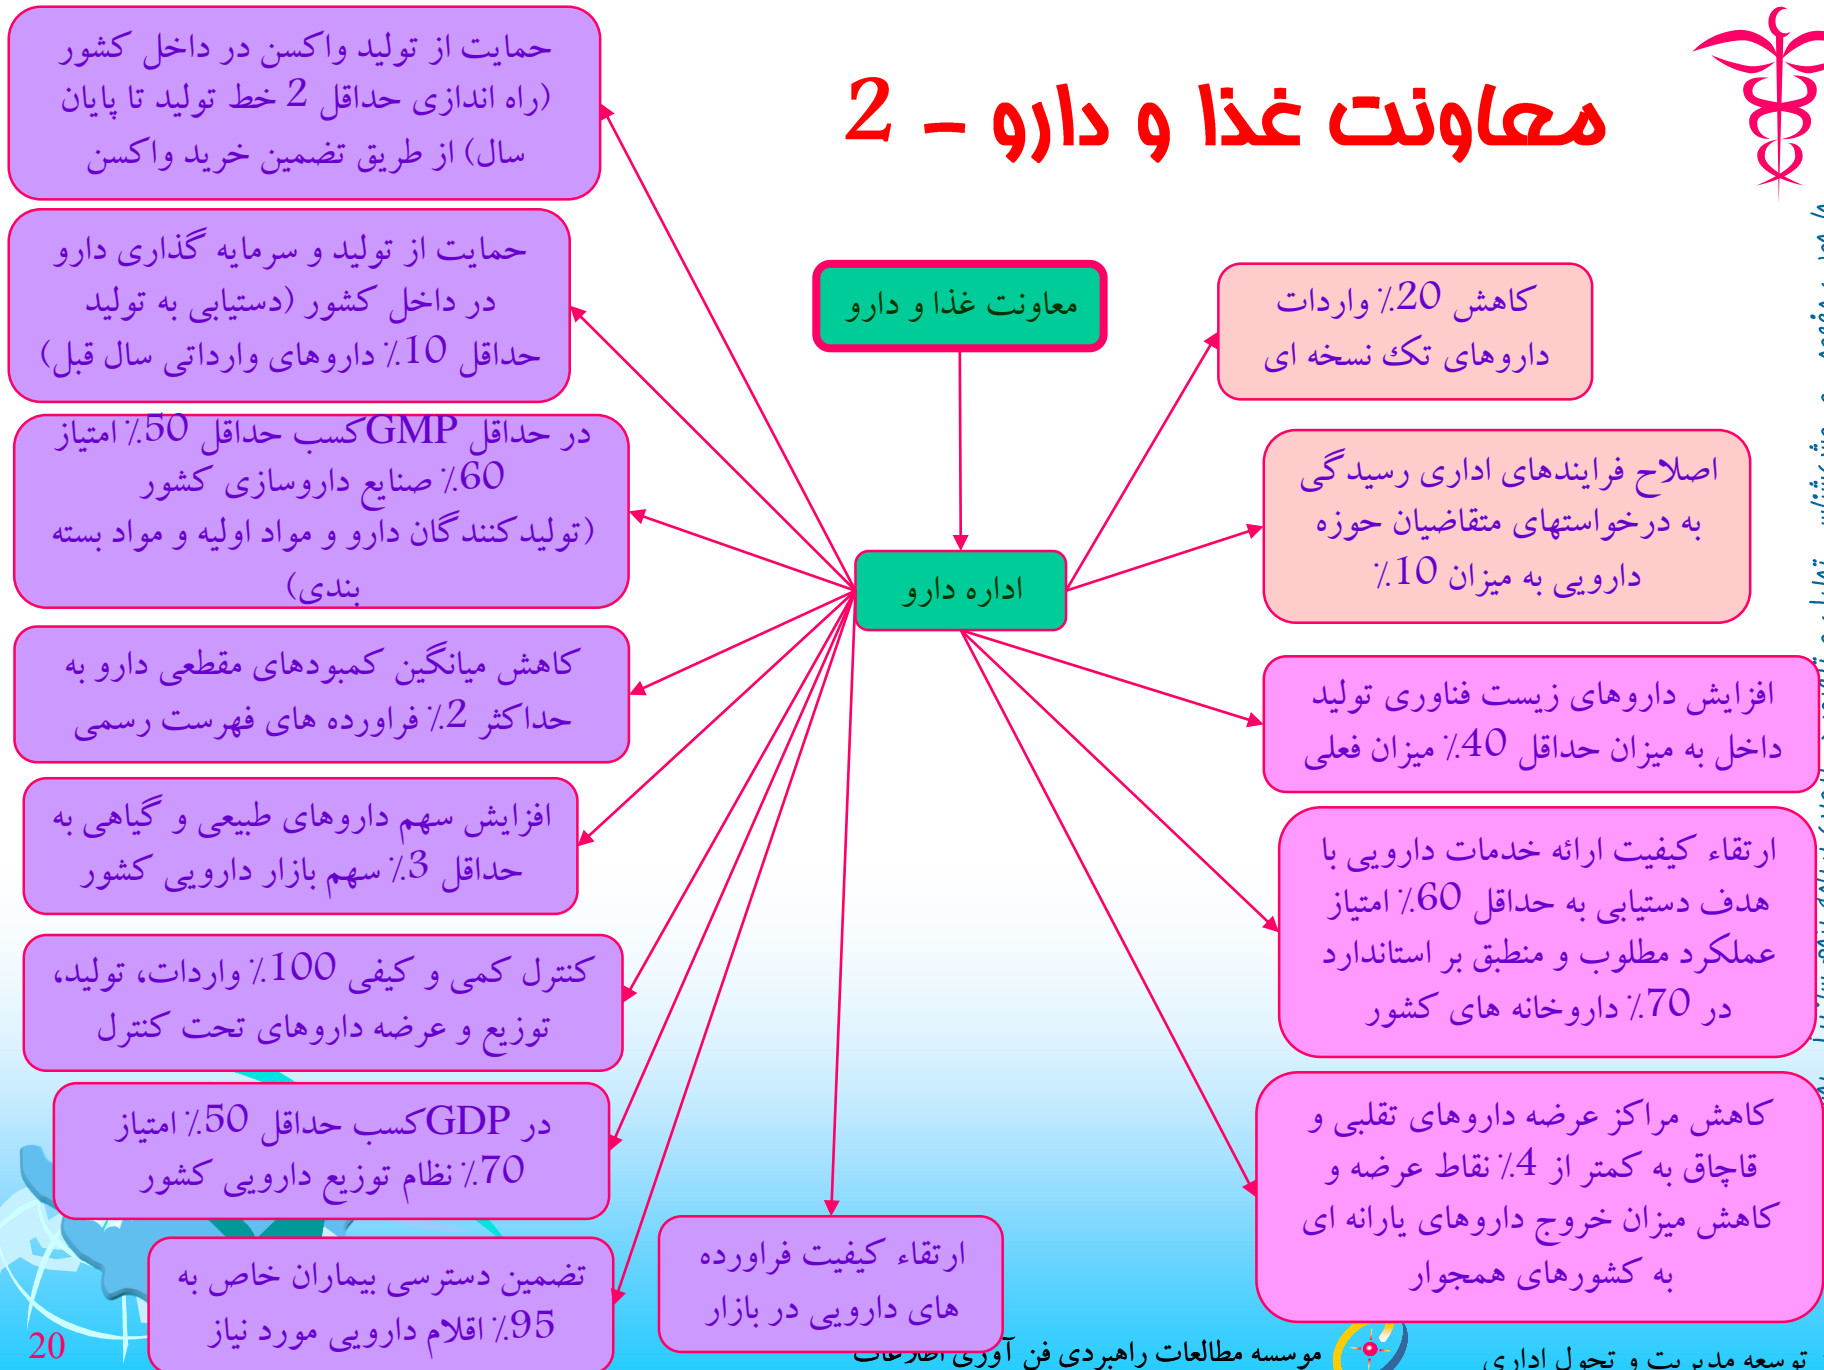 معاونت غذا و دارو – 2
معاونت غذا و دارو
اداره دارو
کاهش 20٪ واردات
داروهای تک نسخه ای
اصلاح فرایندهای اداری رسیدگی
به درخواستهای متقاضیان حوزه
دارویی به میزان 10٪
افزایش داروهای زیست فناوری تولید
داخل به میزان حداقل 40٪ میزان فعلی
ارتقاء کیفیت ارائه خدمات دارویی با
هدف دستیابی به حداقل 60٪ امتیاز
عملکرد مطلوب و منطبق بر استاندارد
در 70٪ داروخانه های کشور
کاهش مراکز عرضه داروهای تقلبی و
قاچاق به کمتر از 4٪ نقاط عرضه و
کاهش میزان خروج داروهای یارانه ای
به کشورهای همجوار
حمایت از تولید واکسن در داخل کشور
(راه اندازی حداقل 2 خط تولید تا پایان
سال) از طریق تضمین خرید واکسن
حمایت از تولید و سرمایه گذاری دارو
در داخل کشور (دستیابی به تولید
حداقل 10٪ داروهای وارداتی سال قبل)
در حداقل GMPکسب حداقل 50٪ امتیاز
60٪ صنایع داروسازی کشور
(تولیدکنندگان دارو و مواد اولیه و مواد بسته
بندی)
کاهش میانگین کمبودهای مقطعی دارو به
حداکثر 2٪ فراورده های فهرست رسمی
افزایش سهم داروهای طبیعی و گیاهی به
حداقل 3٪ سهم بازار دارویی کشور
کنترل کمی و کیفی 100٪ واردات، تولید،
توزیع و عرضه داروهای تحت کنترل
در GDPکسب حداقل 50٪ امتیاز
70٪ نظام توزیع دارویی کشور
تضمین دسترسی بیماران خاص به
95٪ اقلام دارویی مورد نیاز
ارتقاء کیفیت فراورده
های دارویی در بازار
توسعه مدیریت و تحول اداری
موسسه مطالعات راهبردی فن آوری اطلاعات
20